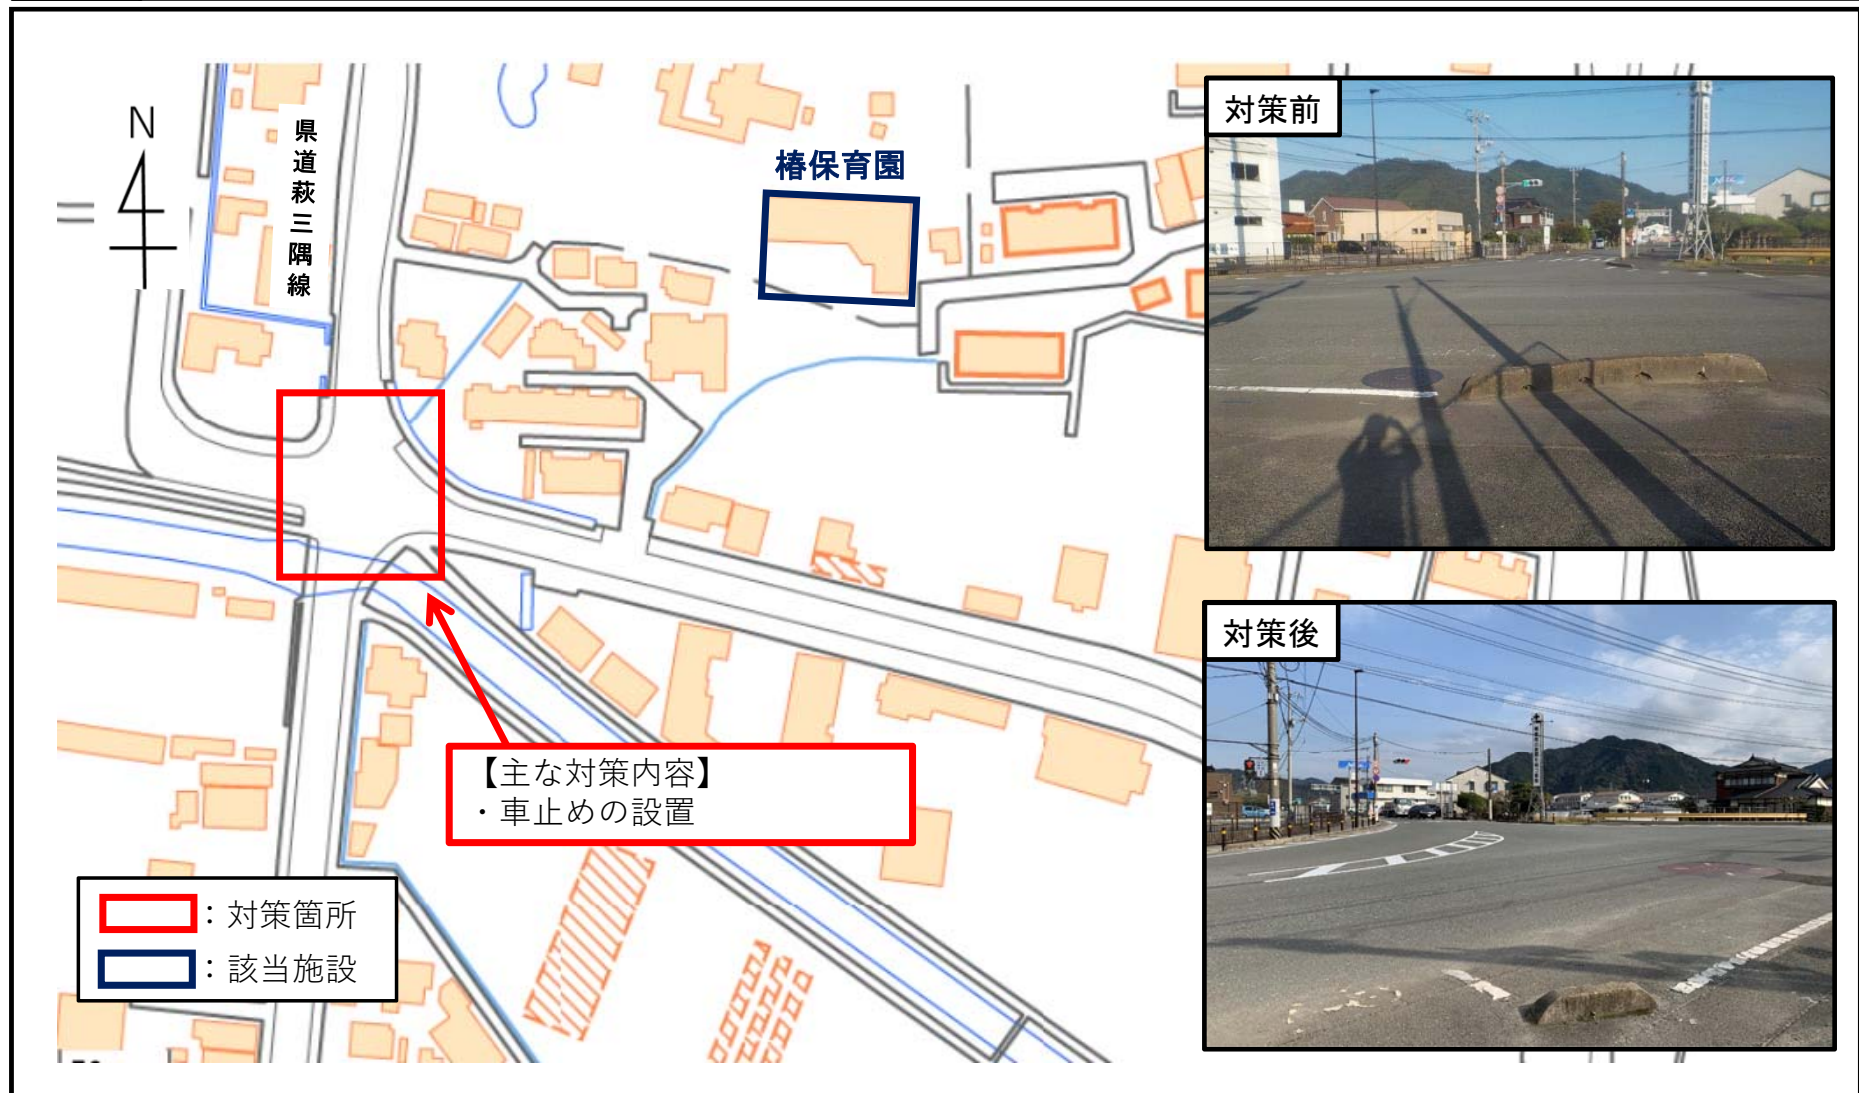 N
県道萩三隅線
椿保育園
対策前
対策後
【主な対策内容】
・車止めの設置
：対策箇所
：該当施設